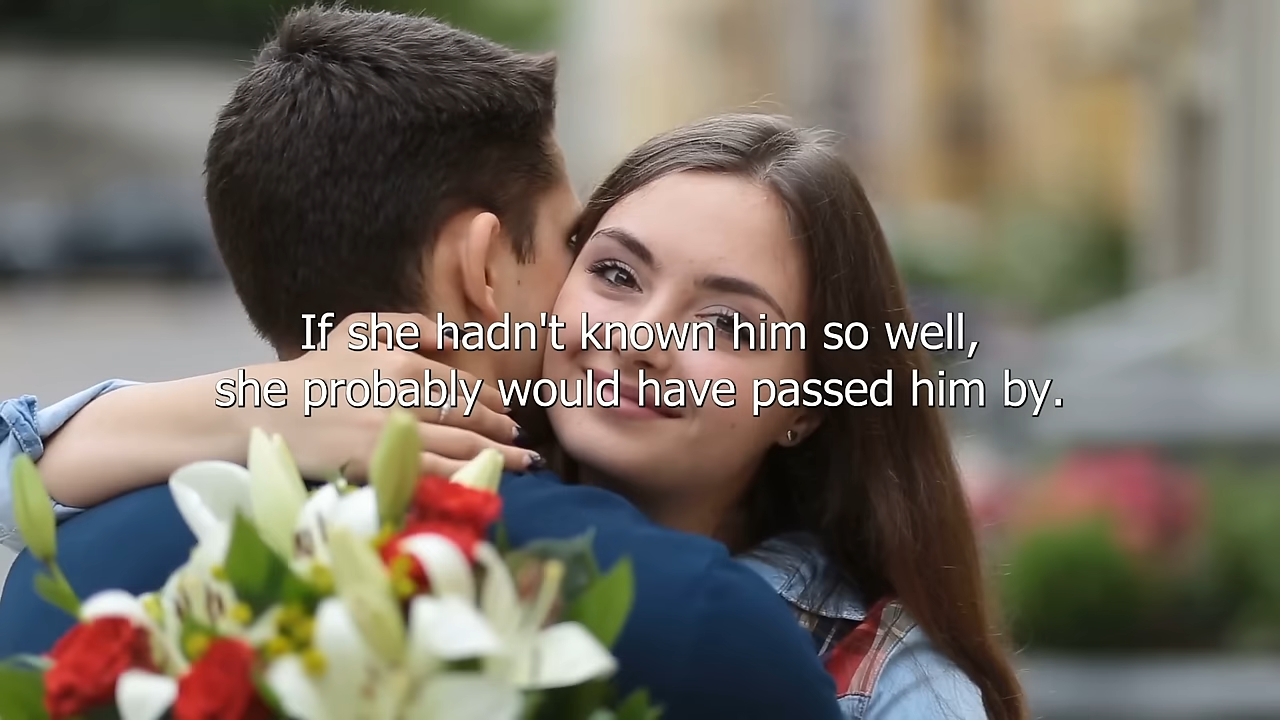 If she hadn't known him so well,
she probably would have passed him by.